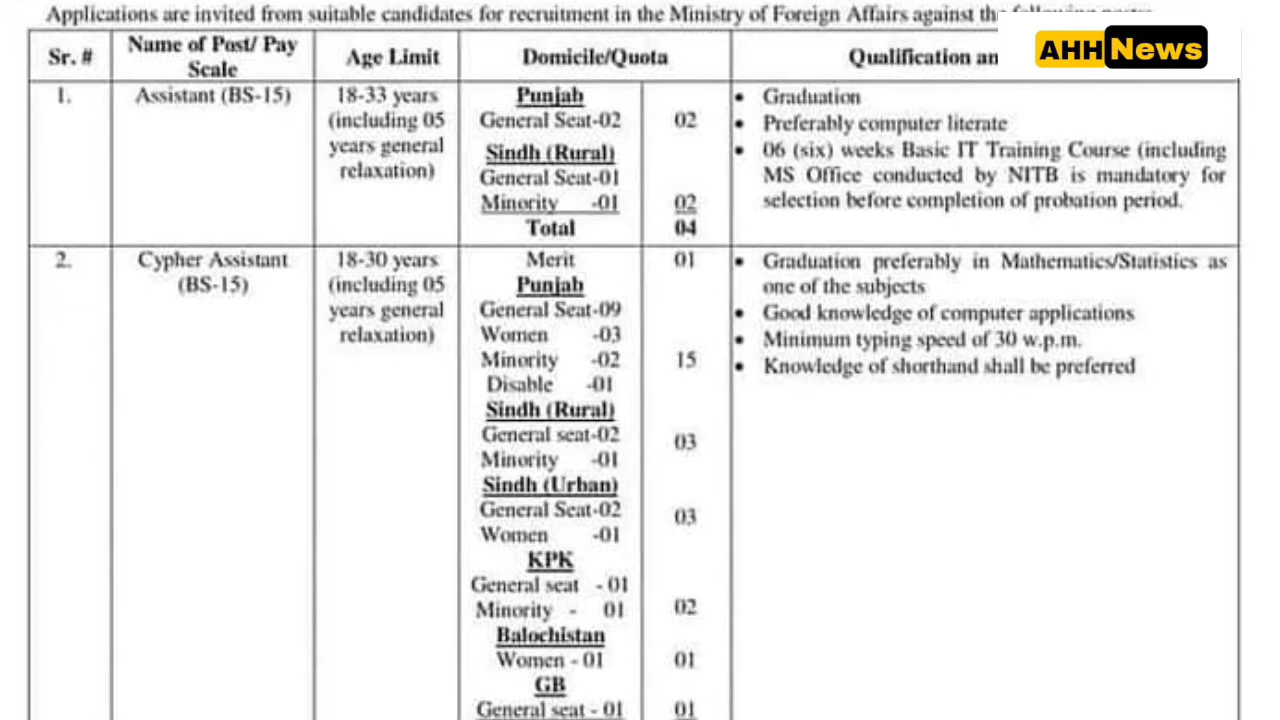 Applications are invited from suitable candidates for recruitment in the Ministry of Foreign Affairs against
AHH News
Sr. # Name of Post/ Pay Scale Age Limit Domicile/Quota Qualification
1. Assistant (BS-15) 18-33 years Punjab • Graduation
(including 05 General Seat-02 02 • Preferably computer literate
years general Sindh (Rural) • 06 (six) weeks Basic IT Training Course (including
relaxation) General Seat-01 MS Office conducted by NITB is mandatory for
Minority -01 02 selection before completion of probation period.
Total 04
2. Cypher Assistant 18-30 years Merit 01 • Graduation preferably in Mathematics/Statistics as
(BS-15) (including 05 Punjab one of the subjects
years general General Seat-09 • Good knowledge of computer applications
relaxation) Women -03 • Minimum typing speed of 30 w.p.m.
Minority -02 15 • Knowledge of shorthand shall be preferred
Disable -01
Sindh (Rural)
General seat-02 03
Minority -01
Sindh (Urban)
General Seat-02 03
Women -01
KPK
General seat - 01
Minority - 01 02
Balochistan
Women - 01 01
GB
General seat - 01 01